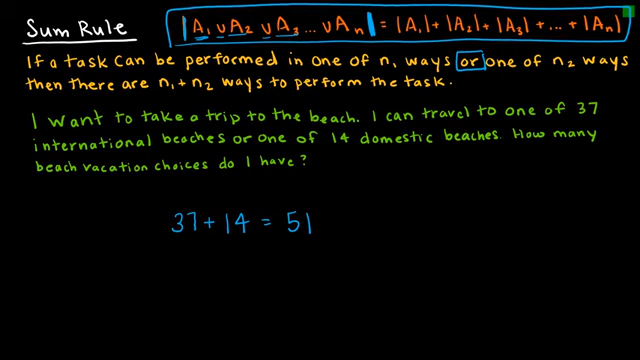 Sum Rule
|A₁ ∪ A₂ ∪ A₃ ... ∪ Aₙ| = |A₁| + |A₂| + |A₃| + ... + |Aₙ|
If a task can be performed in one of n₁ ways or one of n₂ ways
then there are n₁+n₂ ways to perform the task.
I want to take a trip to the beach. I can travel to one of 37
international beaches or one of 14 domestic beaches. How many
beach vacation choices do I have?
37 + 14 = 51